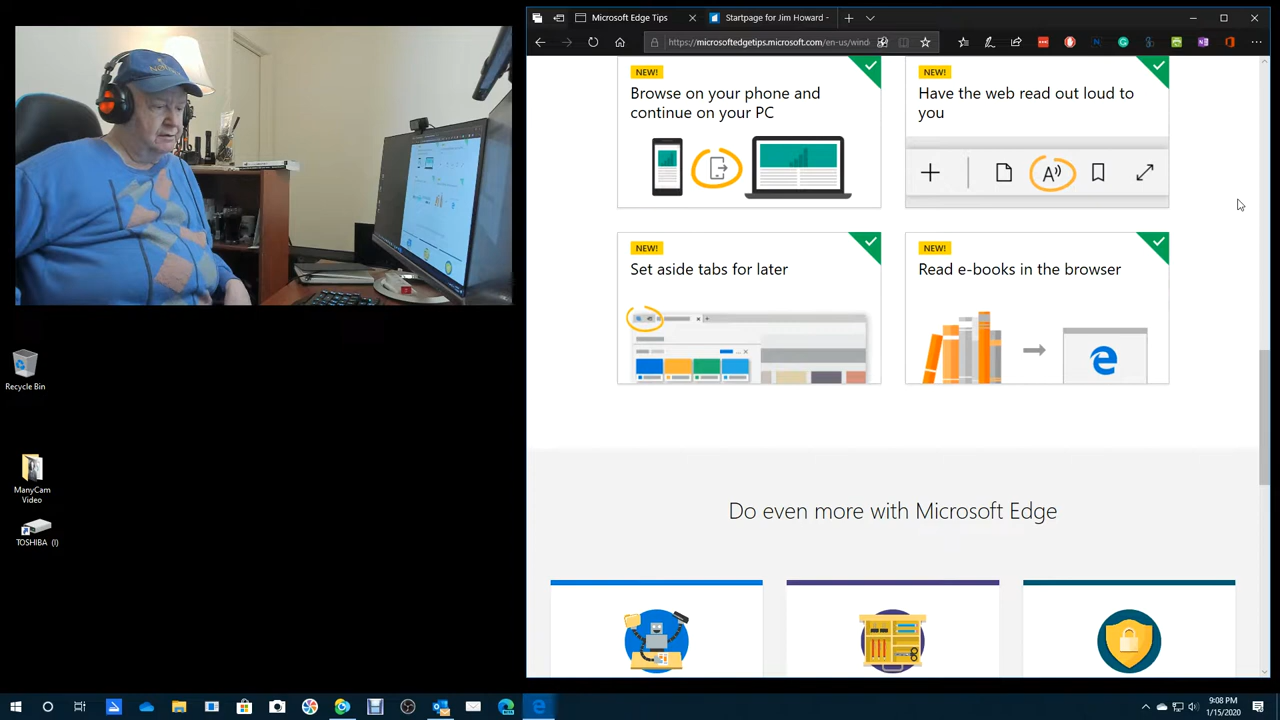 Microsoft Edge Tips
Startpage for Jim Howard -
https://microsoftedgetips.microsoft.com/en-us/wind
NEW!
Browse on your phone and
continue on your PC
NEW!
Have the web read out loud to
you
NEW!
Set aside tabs for later
NEW!
Read e-books in the browser
Do even more with Microsoft Edge
Recycle Bin
ManyCam
Video
TOSHIBA (I)
9:08 PM
1/15/2020